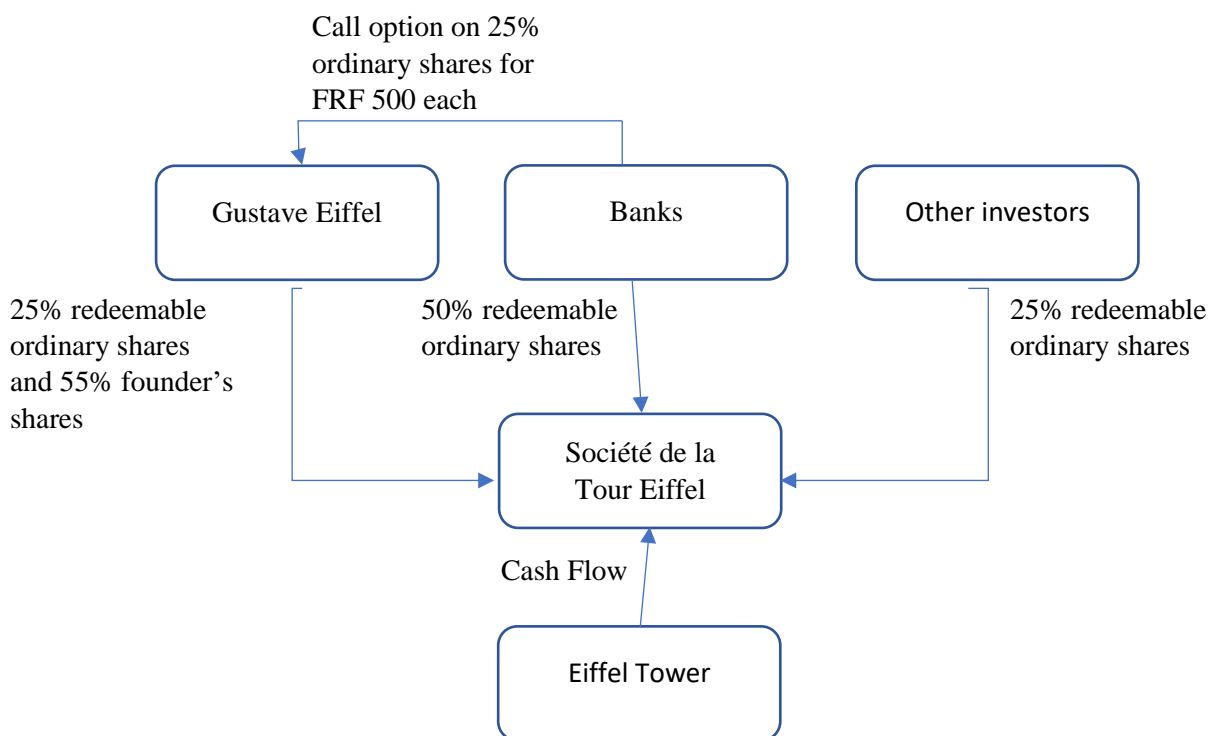 Call option on 25%
ordinary shares for
FRF 500 each
Gustave Eiffel
Banks
Other investors
25% redeemable
ordinary shares
and 55% founder’s
shares
50% redeemable
ordinary shares
25% redeemable
ordinary shares
Société de la
Tour Eiffel
Cash Flow
Eiffel Tower